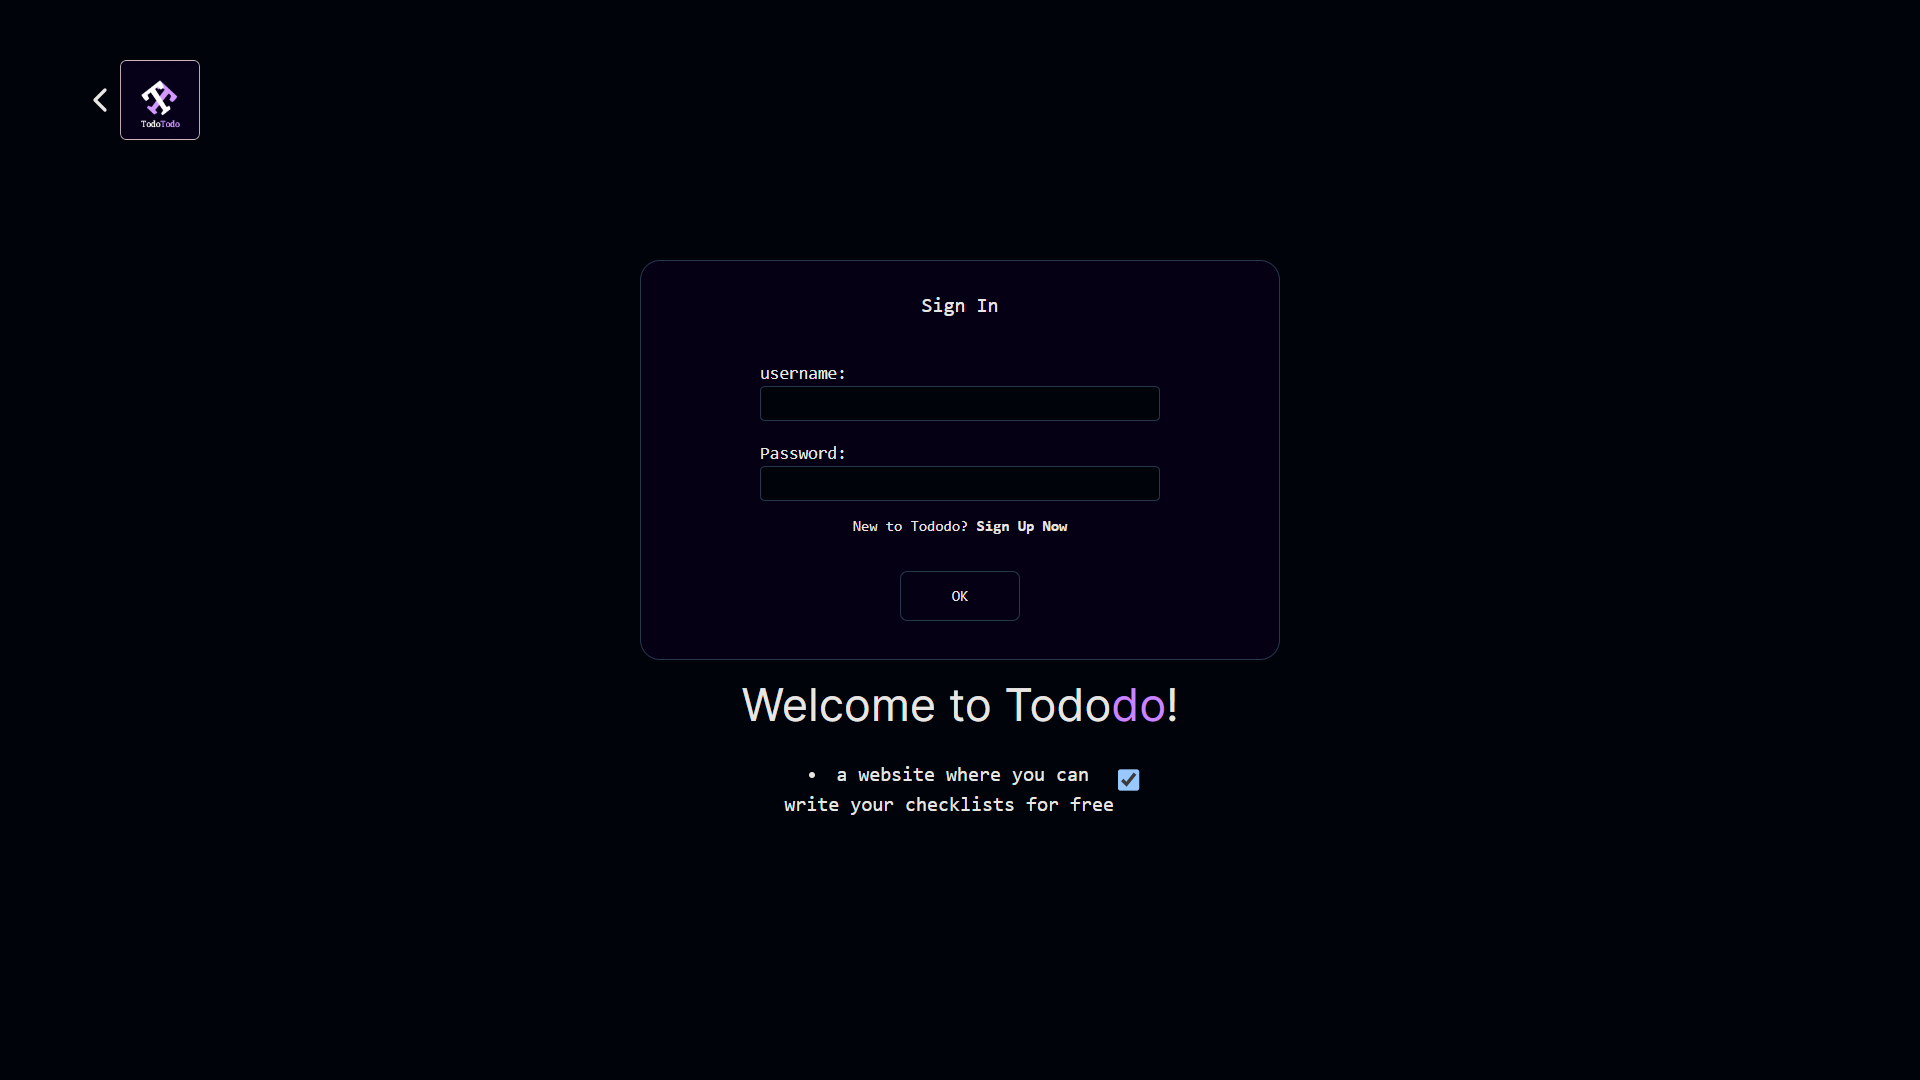 TodoTodo
Sign In
username:
Password:
New to Tododo? Sign Up Now
OK
Welcome to Tododo!
• a website where you can
write your checklists for free